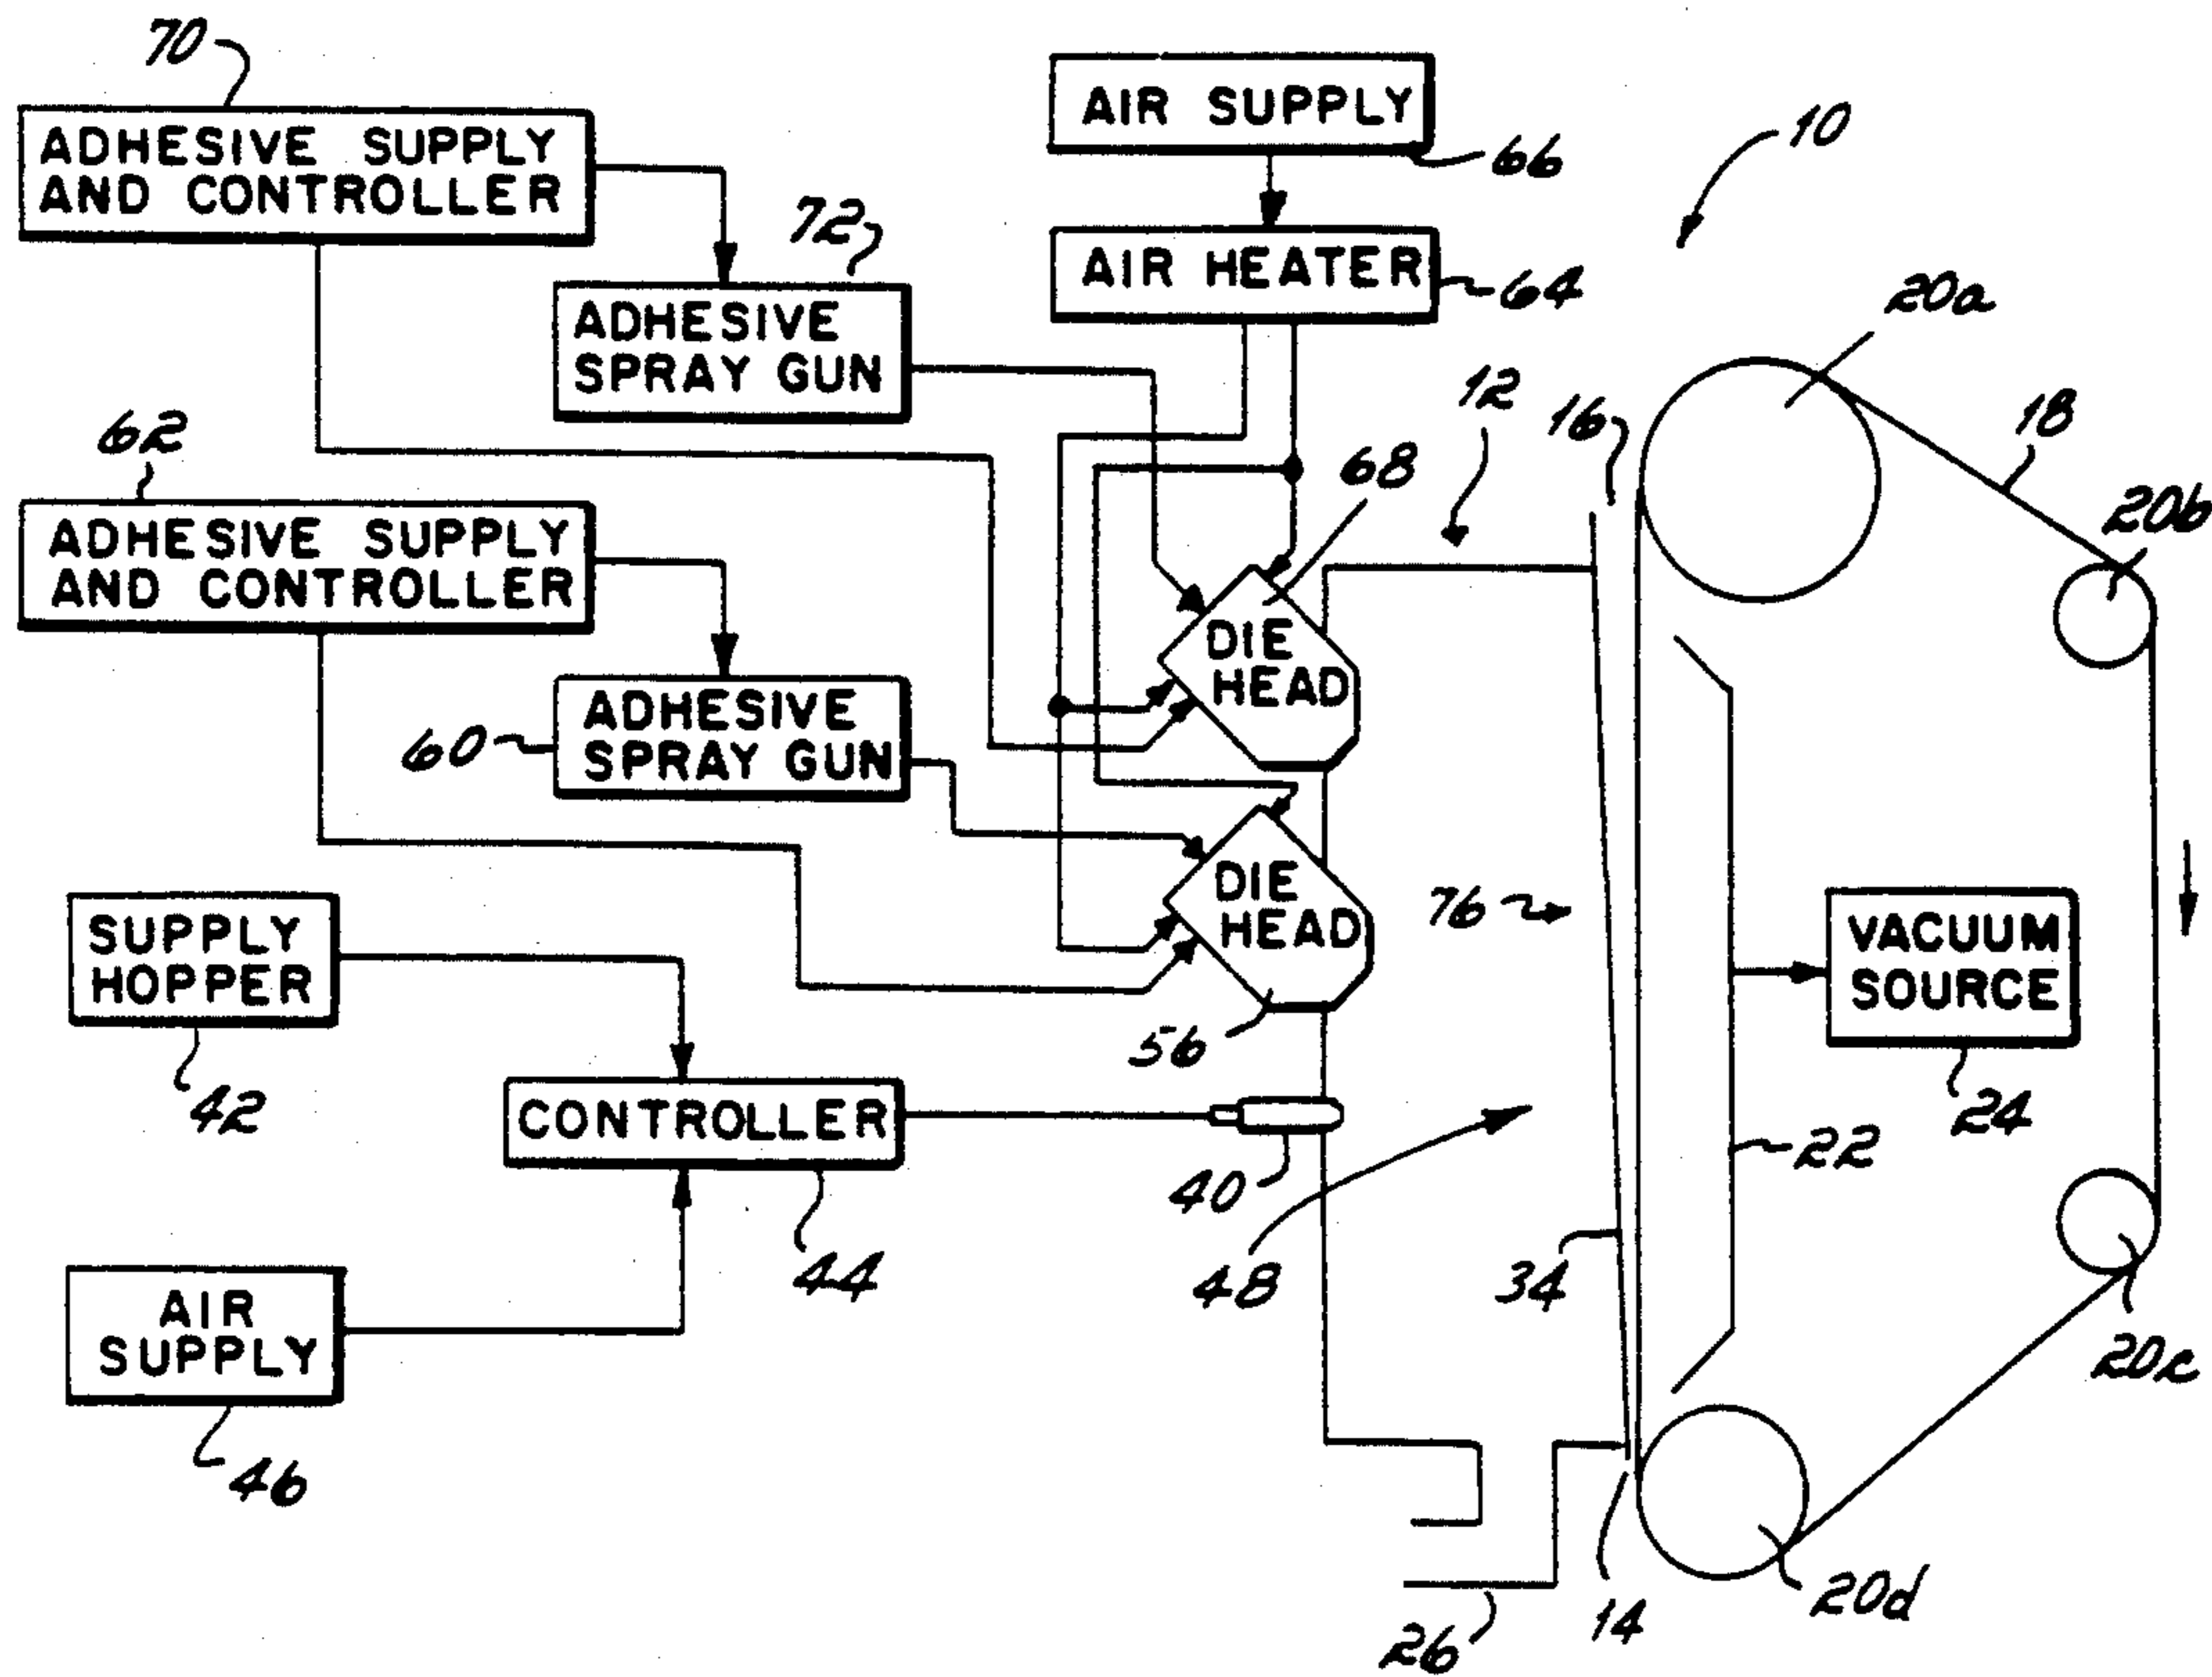 70
AIR SUPPLY
10
ADHESIVE SUPPLY
AND CONTROLLER
66
72
AIR HEATER
64
20a
ADHESIVE
SPRAY GUN
12
16
18
62
68
20b
ADHESIVE SUPPLY
AND CONTROLLER
DIE
HEAD
60
ADHESIVE
SPRAY GUN
DIE
HEAD
76
VACUUM
SOURCE
SUPPLY
HOPPER
56
42
CONTROLLER
24
22
40
44
48
34
AIR
SUPPLY
20c
46
14
20d
26